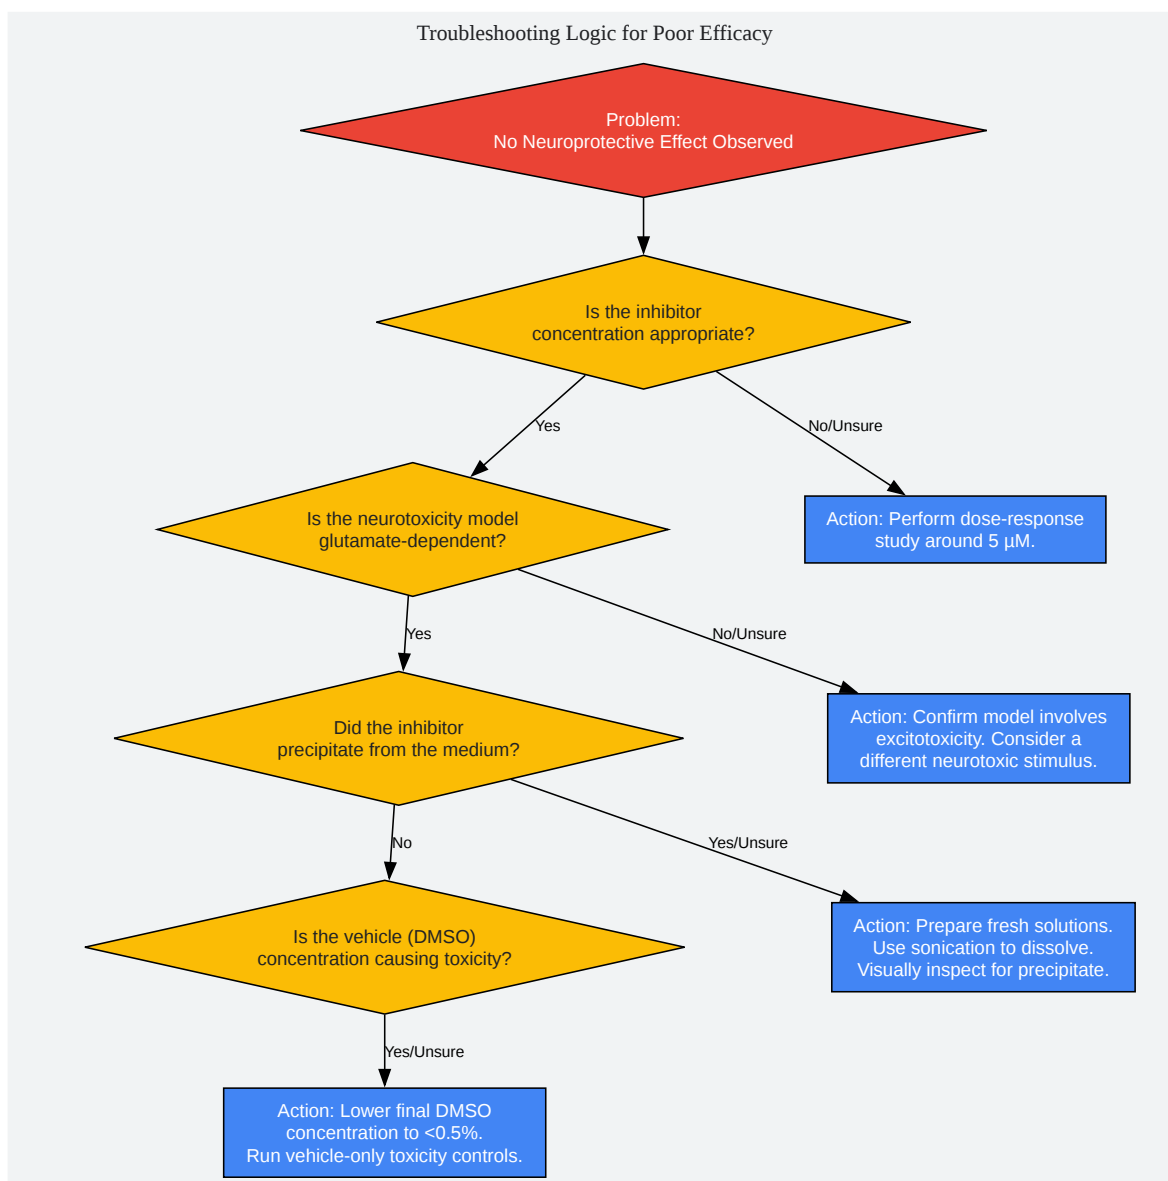 Troubleshooting Logic for Poor Efficacy
Problem:
No Neuroprotective Effect Observed
Is the inhibitor
concentration appropriate?
Yes
No/Unsure
Is the neurotoxicity model
glutamate-dependent?
Action: Perform dose-response
study around 5 µM.
Yes
No/Unsure
Did the inhibitor
precipitate from the medium?
Action: Confirm model involves
excitotoxicity. Consider a
different neurotoxic stimulus.
No
Yes/Unsure
Is the vehicle (DMSO)
concentration causing toxicity?
Action: Prepare fresh solutions.
Use sonication to dissolve.
Visually inspect for precipitate.
Yes/Unsure
Action: Lower final DMSO
concentration to <0.5%.
Run vehicle-only toxicity controls.